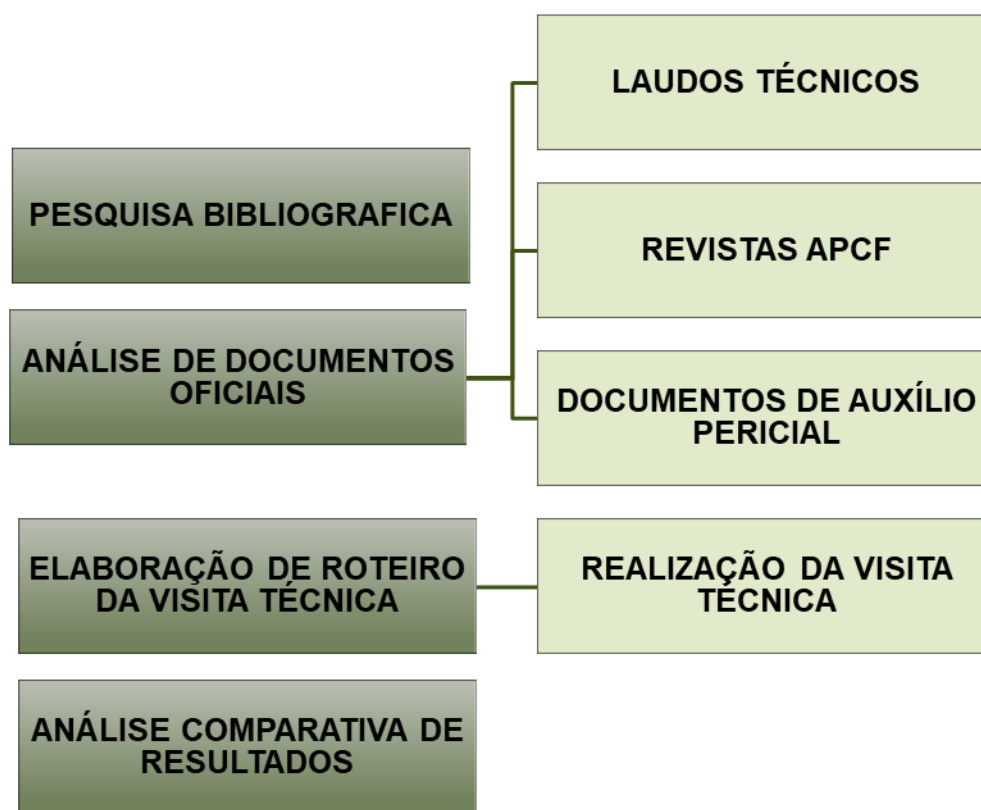 PESQUISA BIBLIOGRAFICA
ANÁLISE DE DOCUMENTOS
OFICIAIS
LAUDOS TÉCNICOS
REVISTAS APCF
DOCUMENTOS DE AUXÍLIO
PERICIAL
ELABORAÇÃO DE ROTEIRO
DA VISITA TÉCNICA
REALIZAÇÃO DA VISITA
TÉCNICA
ANÁLISE COMPARATIVA DE
RESULTADOS